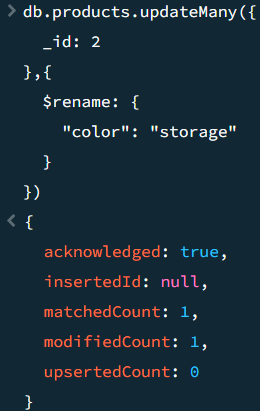 > db.products.updateMany({
_id: 2
},{
$rename: {
"color": "storage"
}
})
< {
acknowledged: true,
insertedId: null,
matchedCount: 1,
modifiedCount: 1,
upsertedCount: 0
}